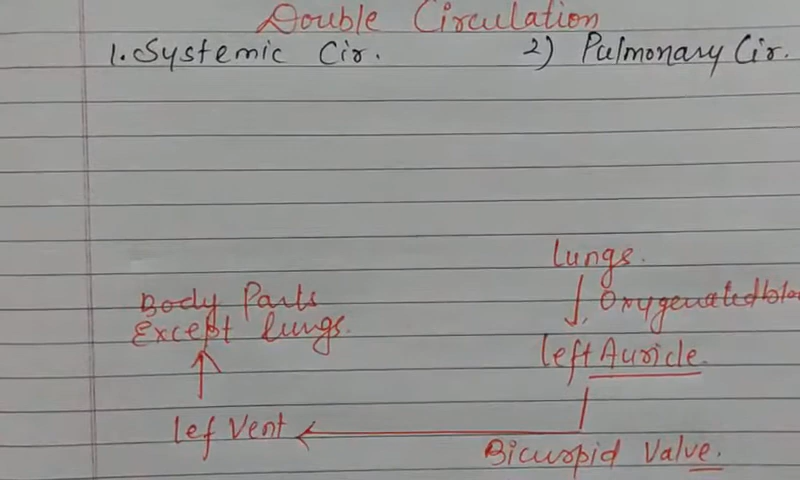 Double Circulation
1. Systemic Cir.
2) Pulmonary Cir.
Lungs.
Body Parts
Oxygenated
Except lungs.
left Auricle.
Lef Vent
Bicuspid Valve.